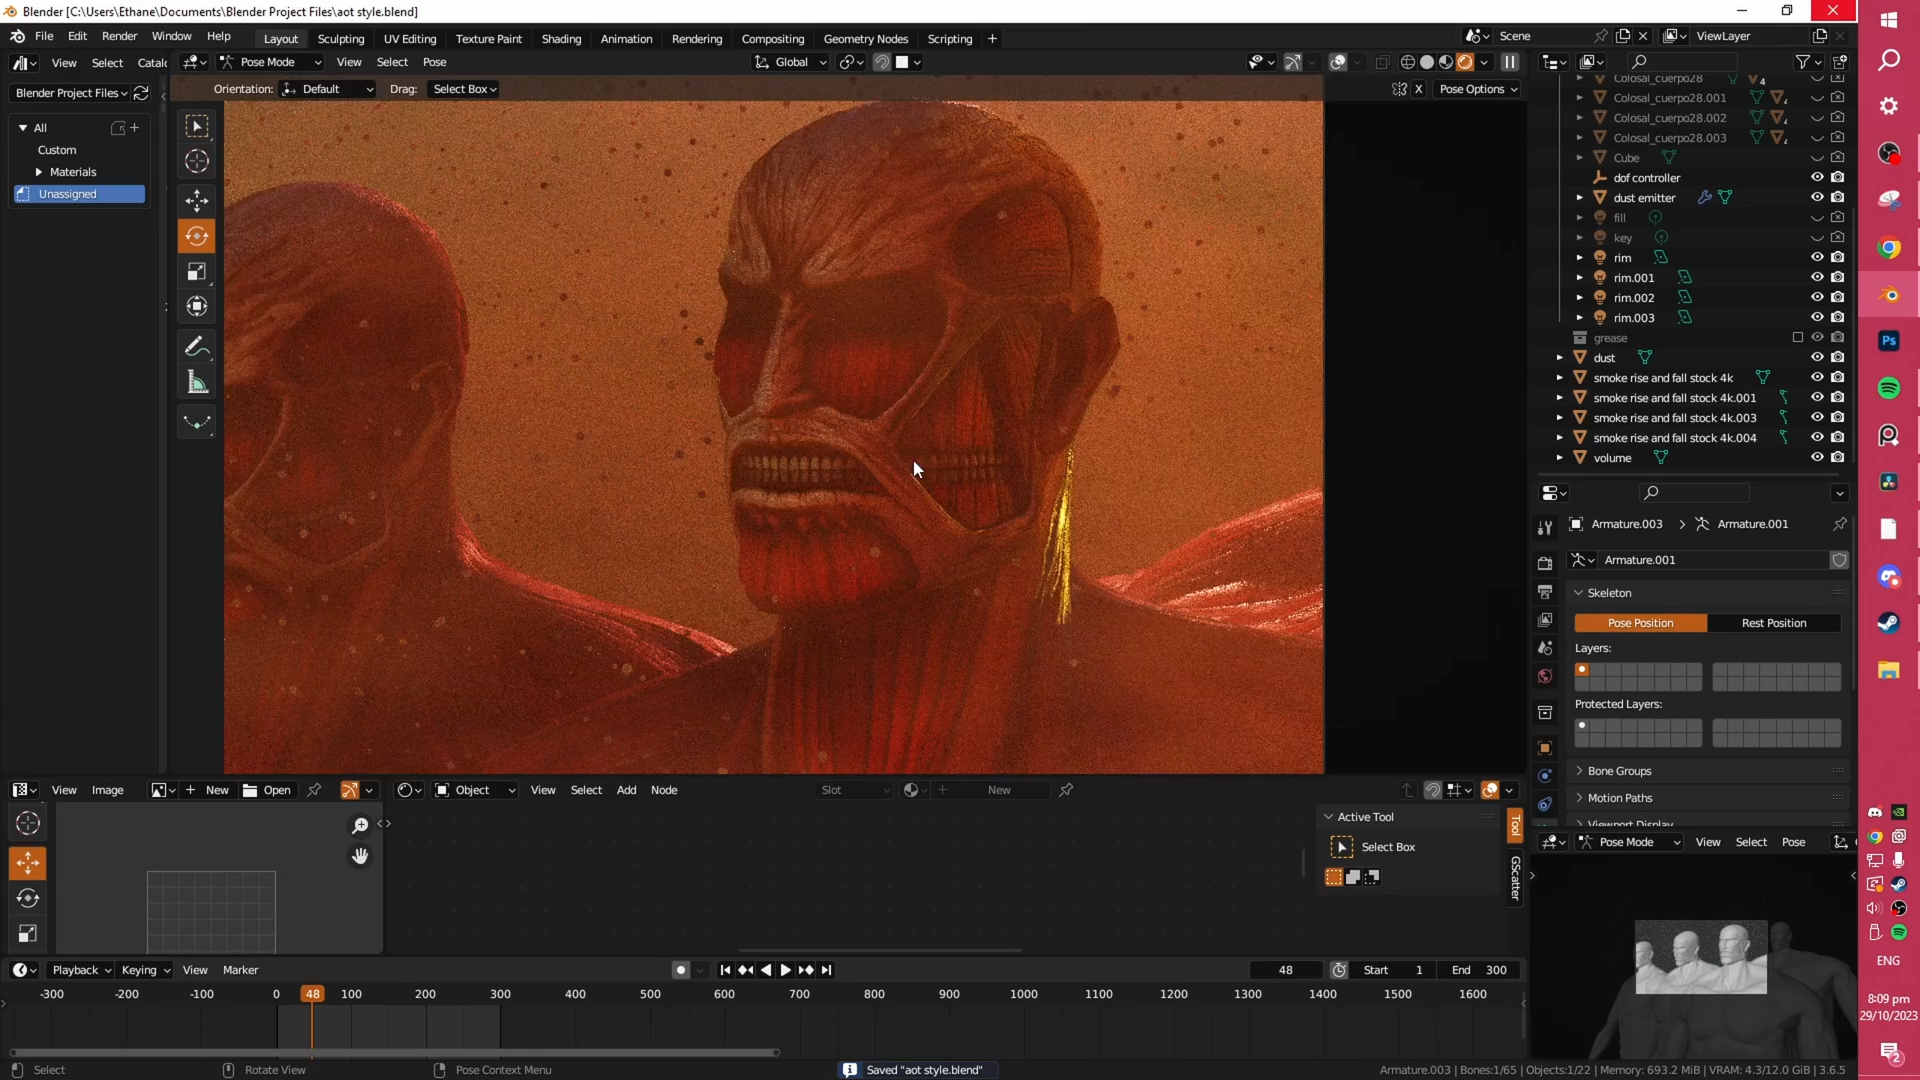 Blender [C:\Users\Ethane\Documents\Blender Project Files\aot style.blend]
File Edit Render Window Help
Layout Sculpting UV Editing Texture Paint Shading Animation Rendering Compositing Geometry Nodes Scripting +
Scene
ViewLayer
View Select Catalc
Pose Mode View Select Pose
Global
Blender Project Files
Orientation: Default Drag: Select Box
X Pose Options
All
Custom
Materials
Unassigned
Colosal_cuerpo28
Colosal_cuerpo28.001
Colosal_cuerpo28.002
Colosal_cuerpo28.003
Cube
dof controller
dust emitter
fill
key
rim
rim.001
rim.002
rim.003
grease
dust
smoke rise and fall stock 4k
smoke rise and fall stock 4k.001
smoke rise and fall stock 4k.003
smoke rise and fall stock 4k.004
volume
Armature.003 > Armature.001
Armature.001
Skeleton
Pose Position Rest Position
Layers:
Protected Layers:
Bone Groups
Motion Paths
Viewport Display
View Image + New Open
Object View Select Add Node Slot New
Active Tool
Select Box
Tool
GScatter
Pose Mode View Select Pose
Playback Keying View Marker
48 Start 1 End 300
-300 -200 -100 0 48 100 200 300 400 500 600 700 800 900 1000 1100 1200 1300 1400 1500 1600
Select Rotate View Pose Context Menu
Saved "aot style.blend"
Armature.003 | Bones:1/65 | Objects:1/22 | Memory: 693.2 MiB | VRAM: 4.3/12.0 GiB | 3.6.5
Ps
ENG
8:09 pm
29/10/2023
2